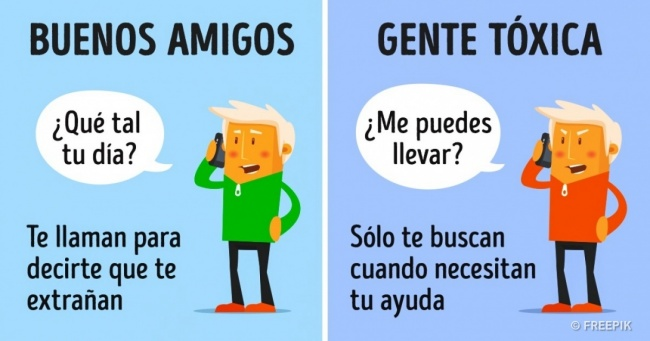 BUENOS AMIGOS
¿Qué tal
tu día?
Te llaman para
decirte que te
extrañan
GENTE TÓXICA
¿Me puedes
llevar?
Sólo te buscan
cuando necesitan
tu ayuda
© FREEPIK